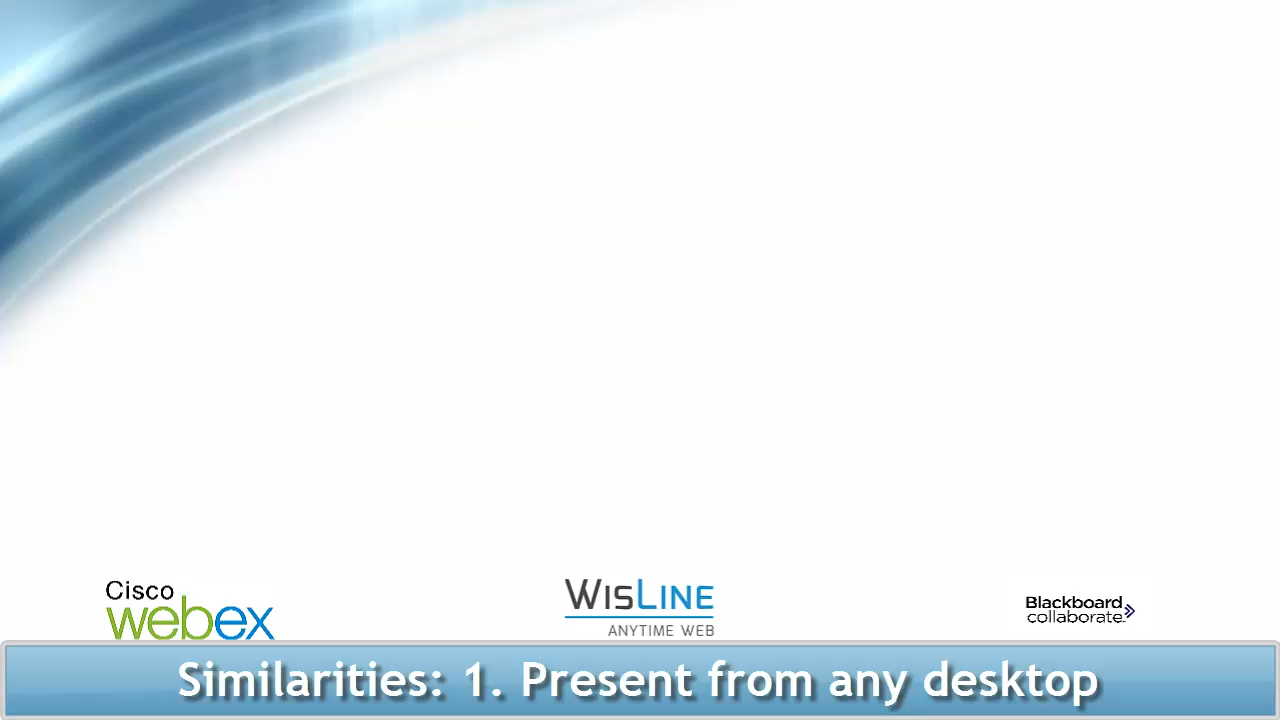 Cisco
webex
WISLINE
ANYTIME WEB
Blackboard
collaborate
Similarities: 1. Present from any desktop